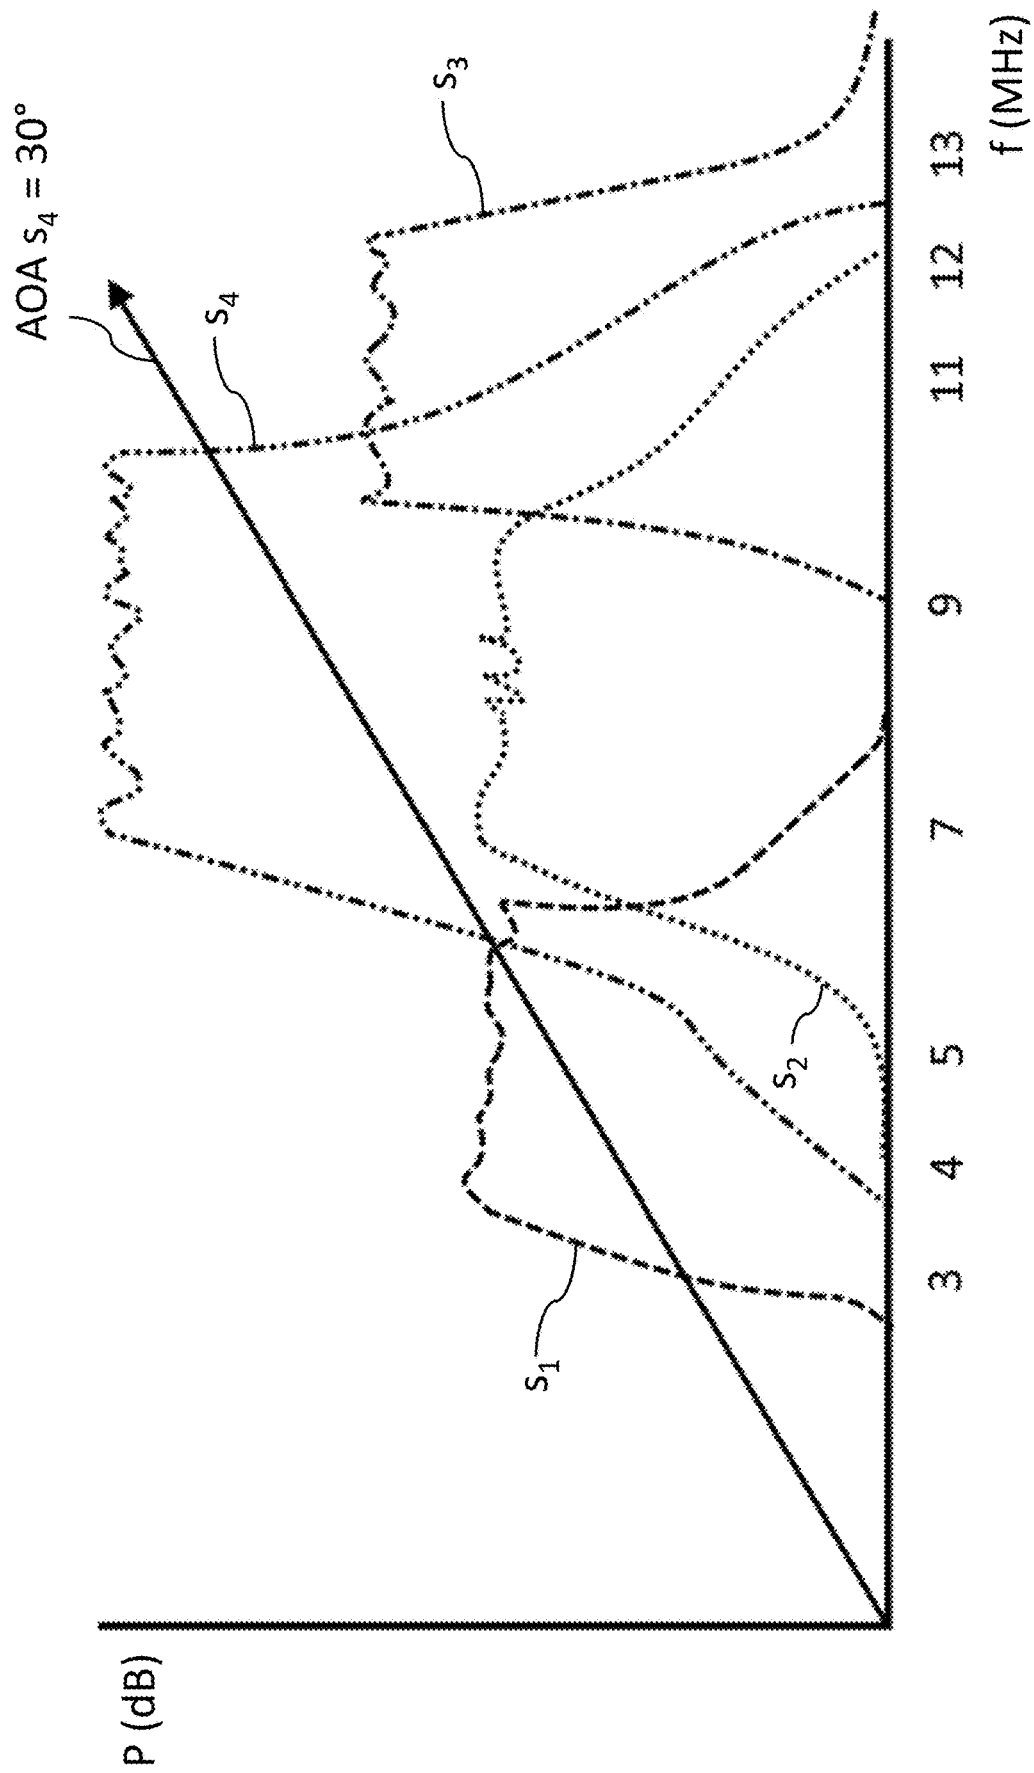 P (dB)
AOA s₄ = 30°
s₄
s₃
s₁
s₂
3 4 5 7 9 11 12 13
f (MHz)